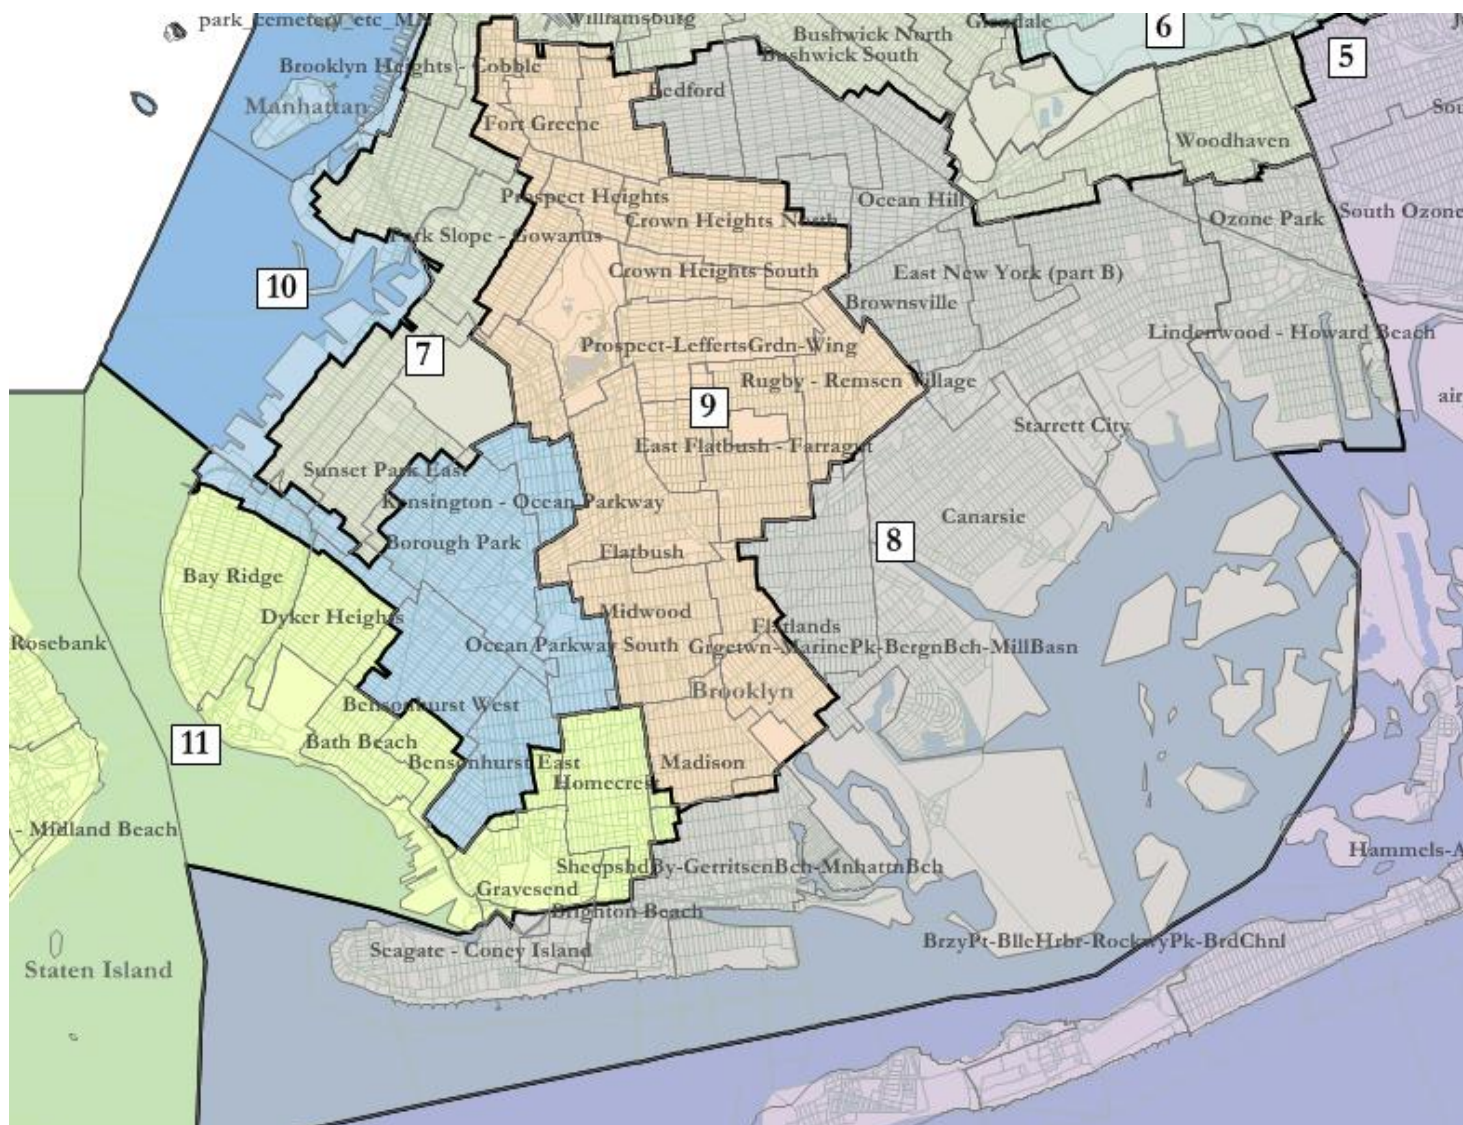 park_cemetery_etc_MN
Williamsburg
Glendale
6
5
Bushwick North
Bushwick South
Brooklyn Heights - Cobble
Bedford
Manhattan
Fort Greene
Woodhaven
Prospect Heights
Ocean Hill
Crown Heights North
Ozone Park
South Ozone
Park Slope - Gowanus
Crown Heights South
East New York (part B)
10
Brownsville
Lindenwood - Howard Beach
7
Prospect-LeffertsGrdn-Wing
Rugby - Remsen Village
air
9
Starrett City
East Flatbush - Farragut
Sunset Park East
Kensington - Ocean Parkway
Canarsie
8
Borough Park
Flatbush
Bay Ridge
Midwood
Dyker Heights
Flatlands
Rosebank
Ocean Parkway South
Grgetwn-MarinePk-BergnBch-MillBasn
Brooklyn
Bensonhurst West
11
Bath Beach
Bensonhurst East
Madison
Homecrest
- Midland Beach
Hammels-A
SheepshdBy-GerritsenBch-MnhattnBch
Gravesend
Brighton Beach
BrzyPt-BlleHrbr-RockwyPk-BrdChnl
Seagate - Coney Island
Staten Island